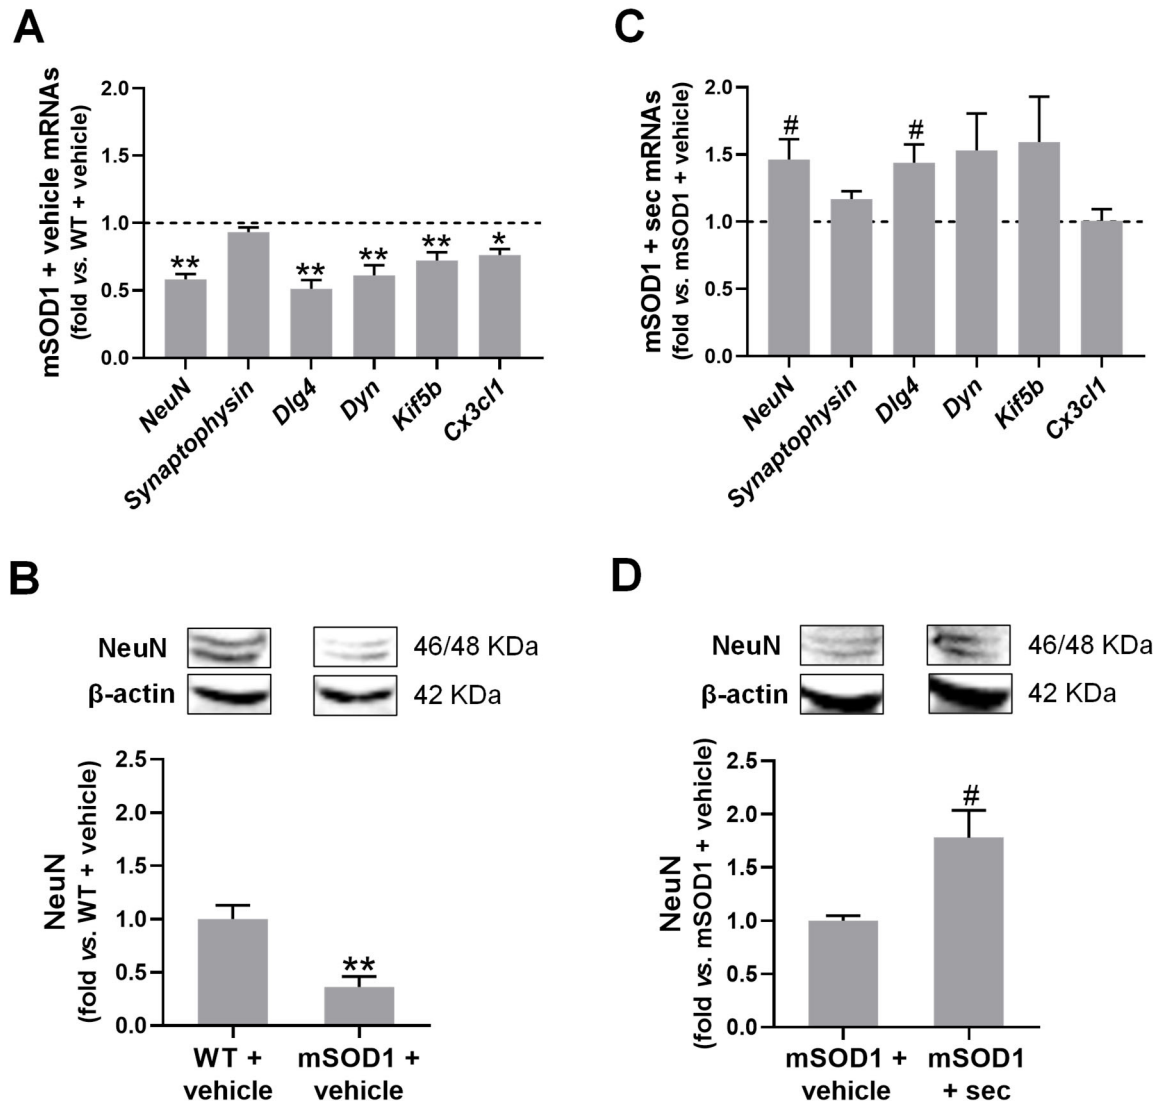 A
mSOD1 + vehicle mRNAs
(fold vs. WT + vehicle)
2.0
1.5
1.0
0.5
0.0
** ** ** ** *
NeuN
Synaptophysin
Dlg4
Dyn
Kif5b
Cx3cl1
C
mSOD1 + sec mRNAs
(fold vs. mSOD1 + vehicle)
2.0
1.5
1.0
0.5
0.0
# #
NeuN
Synaptophysin
Dlg4
Dyn
Kif5b
Cx3cl1
B
NeuN 46/48 KDa
β-actin 42 KDa
NeuN
(fold vs. WT + vehicle)
2.5
2.0
1.5
1.0
0.5
0.0
**
WT +
vehicle
mSOD1 +
vehicle
D
NeuN 46/48 KDa
β-actin 42 KDa
NeuN
(fold vs. mSOD1 + vehicle)
2.5
2.0
1.5
1.0
0.5
0.0
#
mSOD1 +
vehicle
mSOD1
+ sec